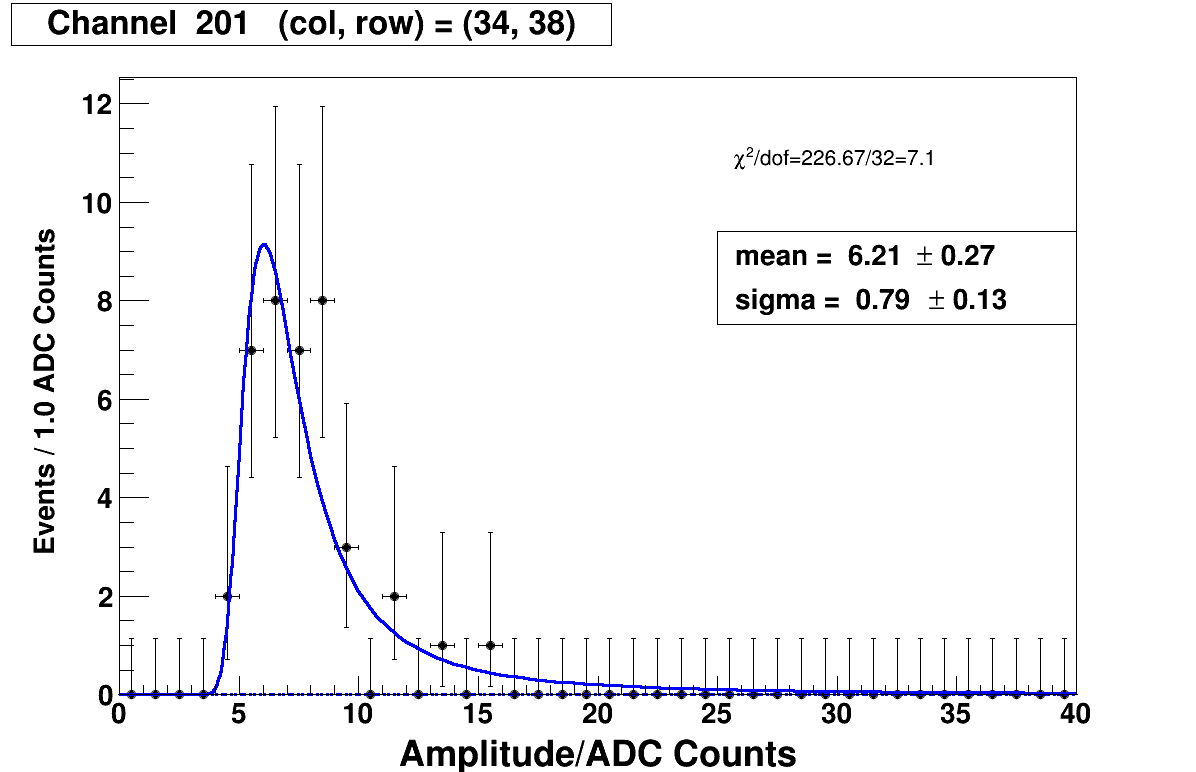 Channel 201 (col, row) = (34, 38)
12
10
8
6
4
2
0
Events / 1.0 ADC Counts
χ²/dof=226.67/32=7.1
mean = 6.21 ± 0.27
sigma = 0.79 ± 0.13
0 5 10 15 20 25 30 35 40
Amplitude/ADC Counts